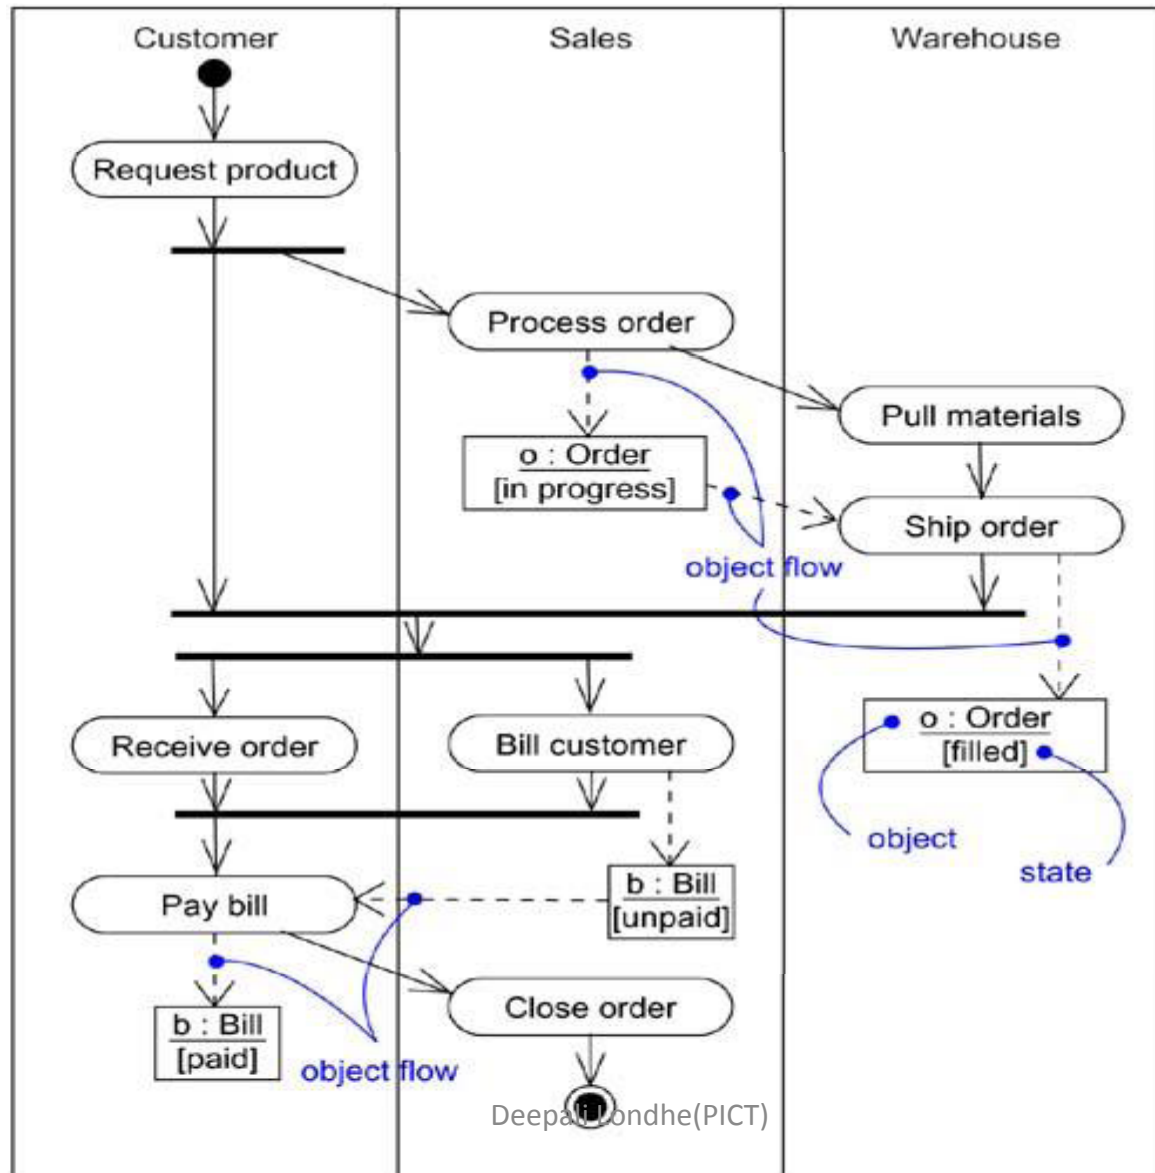 Customer
Sales
Warehouse
Request product
Process order
Pull materials
o : Order
[in progress]
Ship order
object flow
o : Order
[filled]
Receive order
Bill customer
object
state
b : Bill
[unpaid]
Pay bill
Close order
b : Bill
[paid]
object flow
Deepali Londhe(PICT)